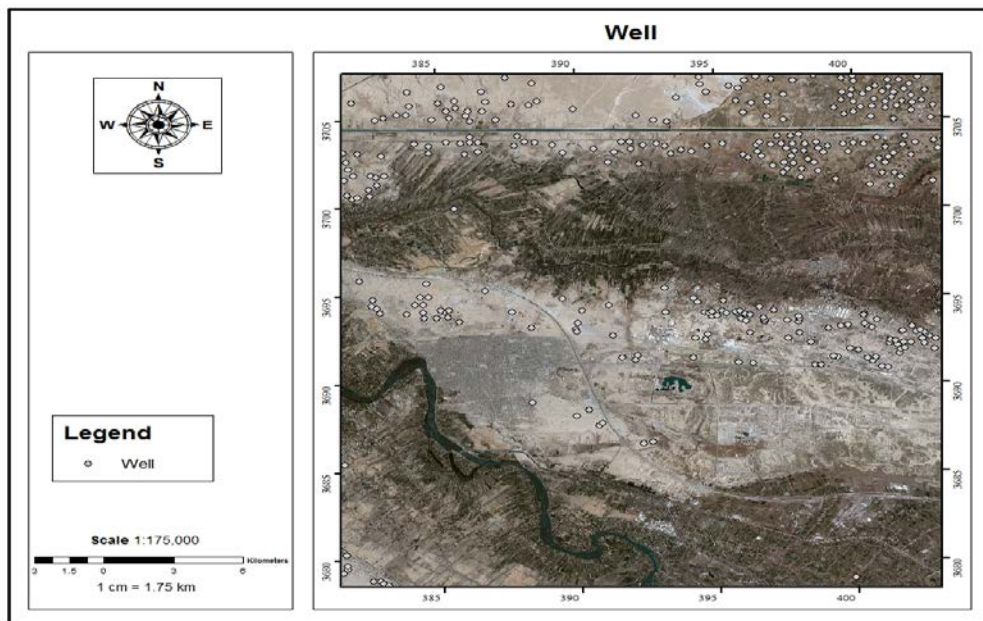 Well
N
W E
S
Legend
Well
Scale 1:175,000
3 1.5 0 3 6 Kilometers
1 cm = 1.75 km
385 390 395 400
3705 3705
3700 3700
3695 3695
3690 3690
3685 3685
3680 3680
385 390 395 400